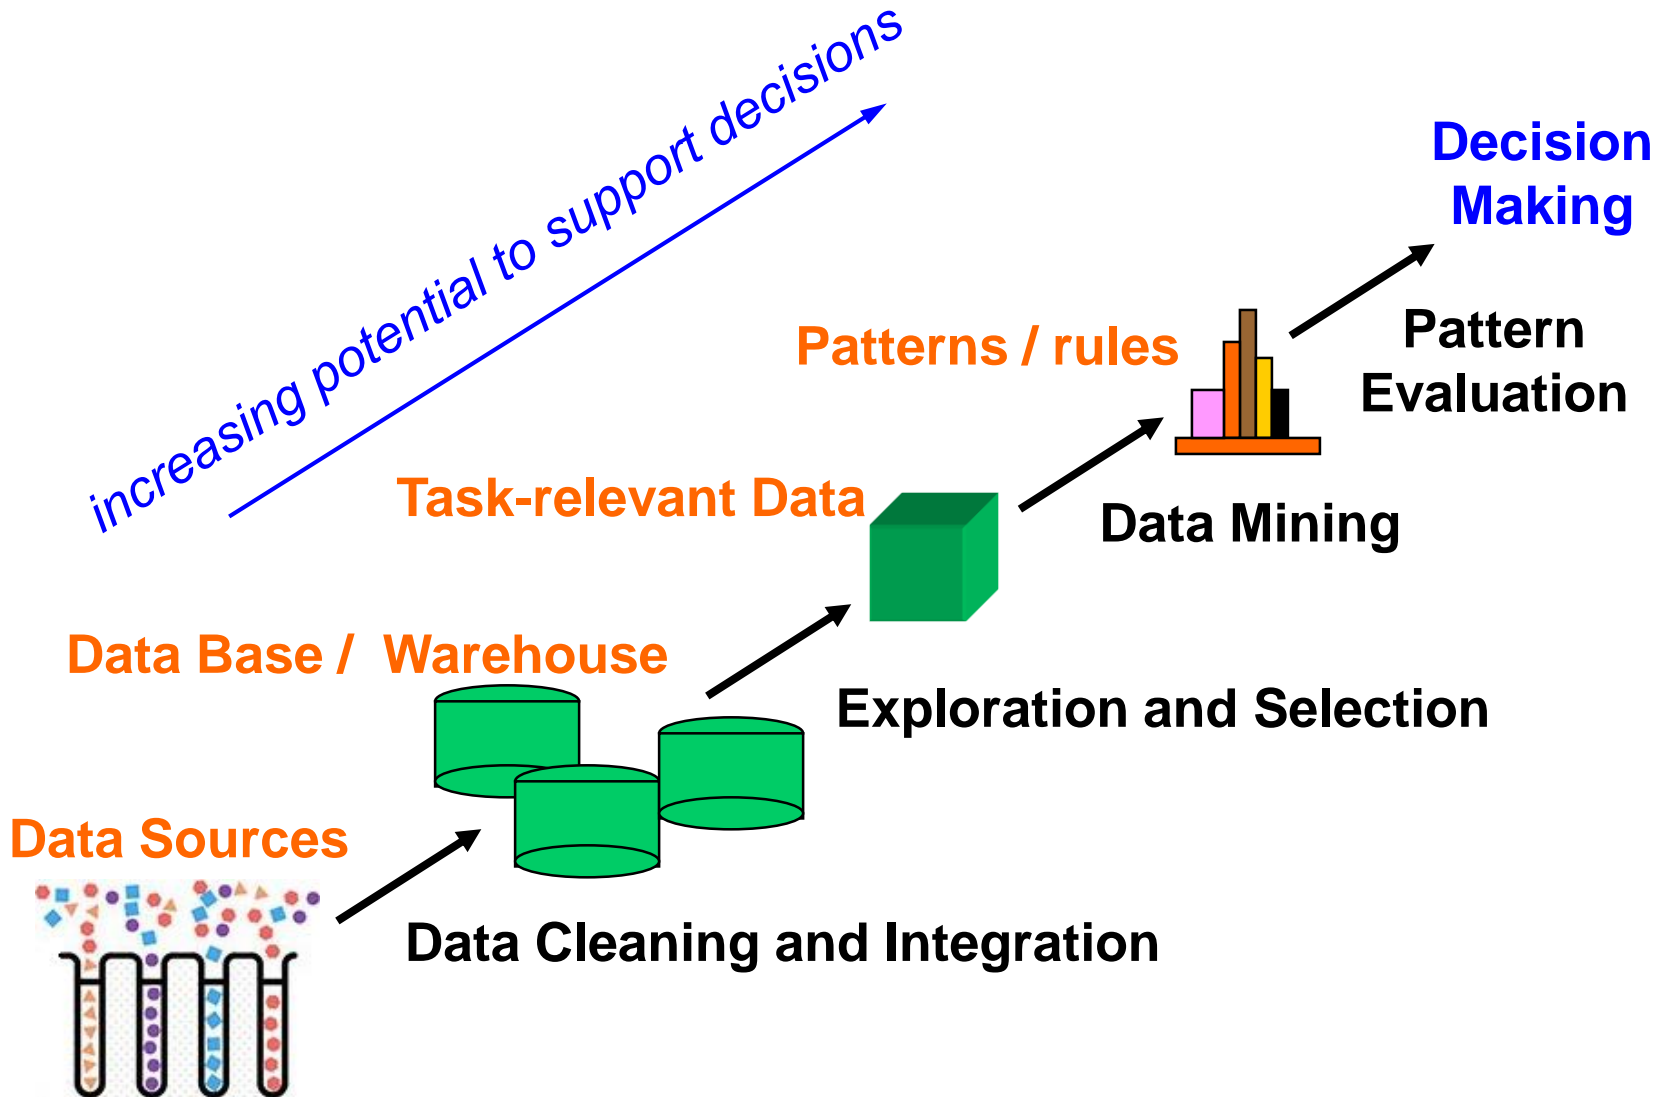 increasing potential to support decisions
Decision
Making
Patterns / rules
Pattern
Evaluation
Task-relevant Data
Data Mining
Data Base /  Warehouse
Exploration and Selection
Data Sources
Data Cleaning and Integration